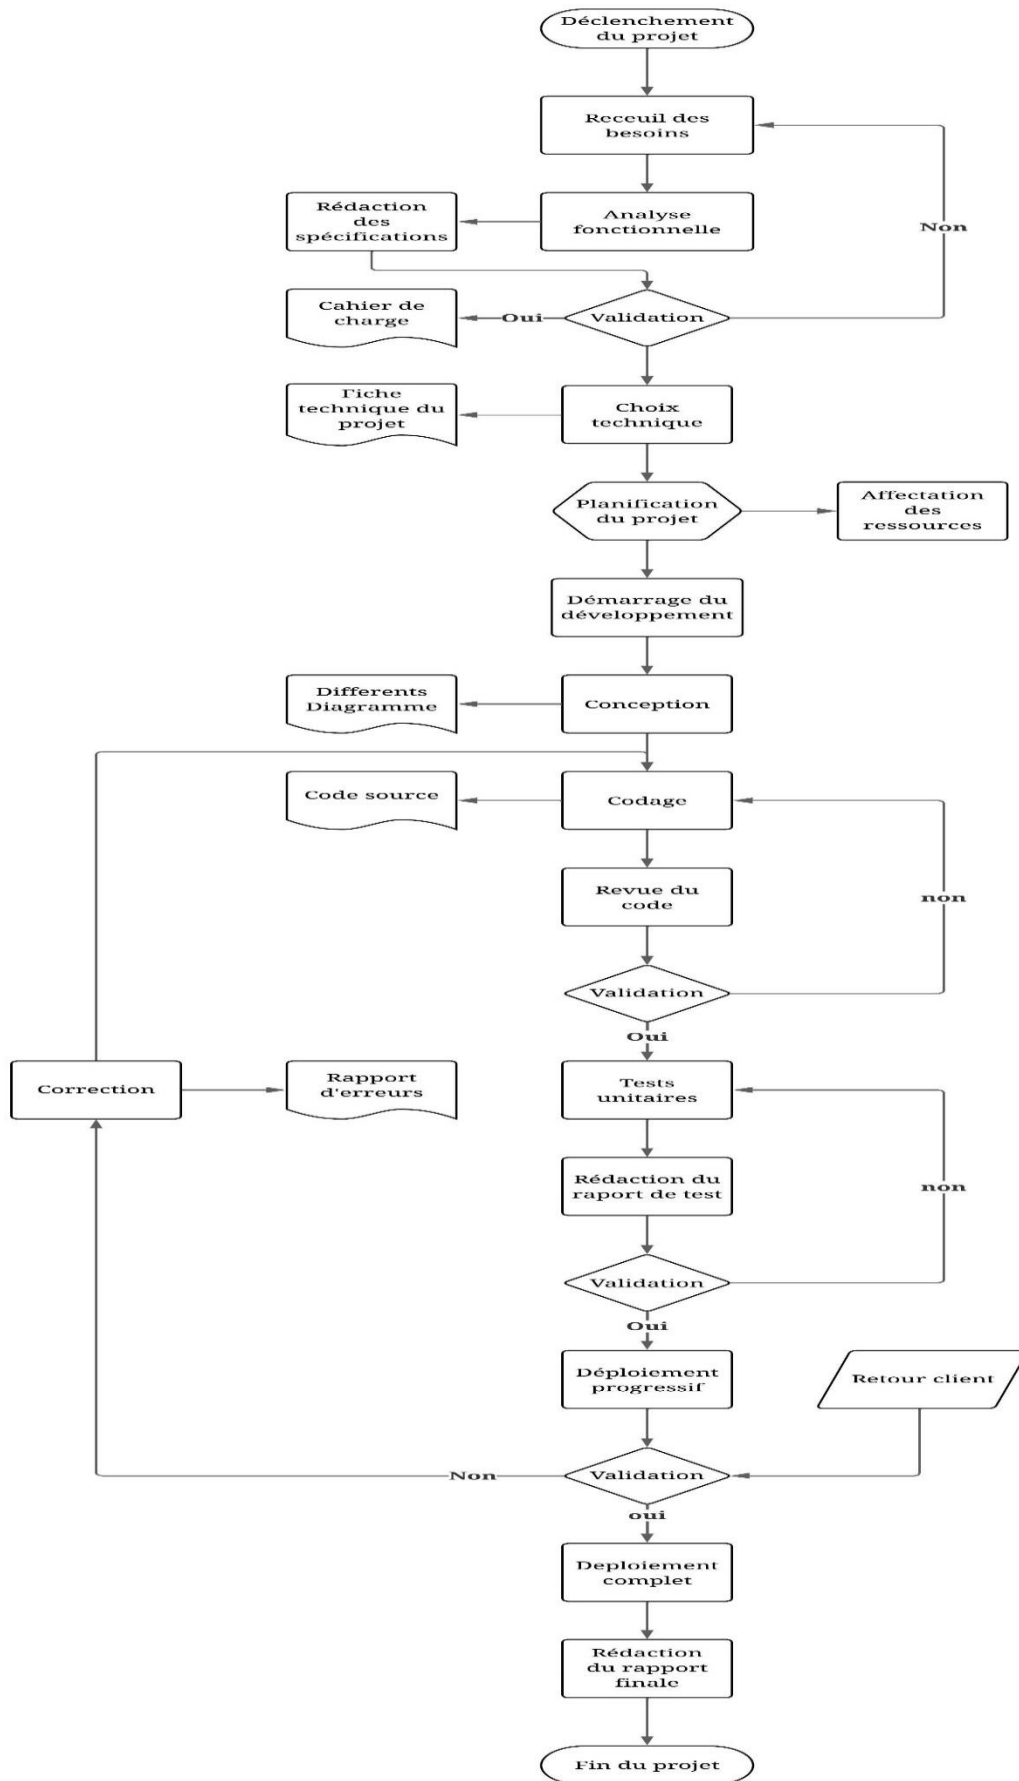 Déclenchement
du projet
Receuil des
besoins
Rédaction
des
spécifications
Analyse
fonctionnelle
Non
Cahier de
charge
Oui
Validation
Fiche
technique du
projet
Choix
technique
Planification
du projet
Affectation
des
ressources
Démarrage du
développement
Differents
Diagramme
Conception
Code source
Codage
Revue du
code
non
Validation
Oui
Correction
Rapport
d'erreurs
Tests
unitaires
Rédaction du
raport de test
non
Validation
Oui
Déploiement
progressif
Retour client
Non
Validation
oui
Deploiement
complet
Rédaction
du rapport
finale
Fin du projet